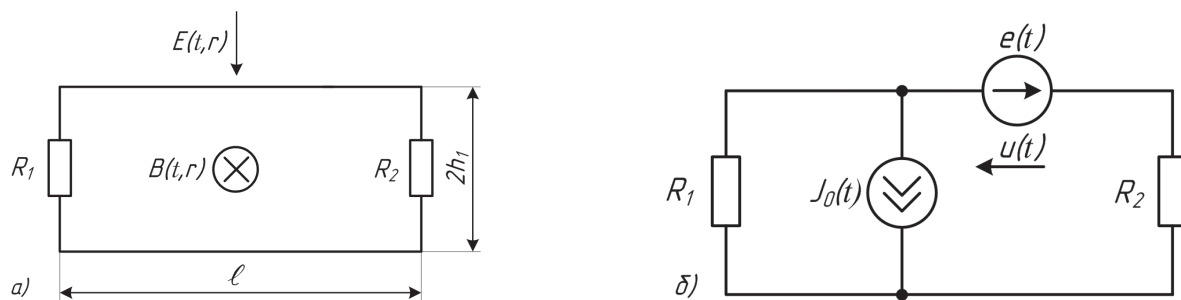 E(t,r)
R1
B(t,r)
R2
2h1
ℓ
а)
e(t)
u(t)
R1
J0(t)
R2
б)